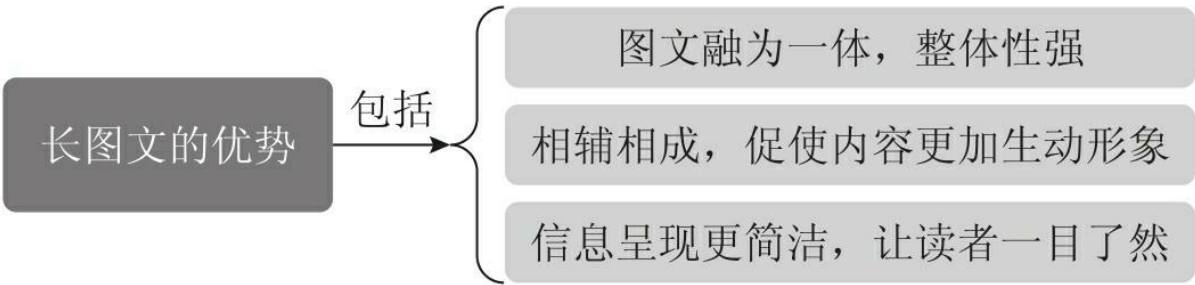 长图文的优势
包括
图文融为一体，整体性强
相辅相成，促使内容更加生动形象
信息呈现更简洁，让读者一目了然